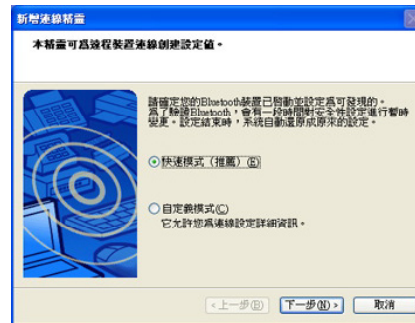 新增連線精靈
本精靈可爲遠程裝置連線創建設定值。
請確定您的Bluetooth裝置已啓動並設定爲可發現的。
爲了驗證Bluetooth，會有一段時間對安全性設定進行暫時
變更。設定結束時，系統自動還原成原來的設定。
快速模式（推薦）(E)
自定義模式(C)
它允許您爲連線設定詳細資訊。
<上一步(B)
下一步(N)>
取消